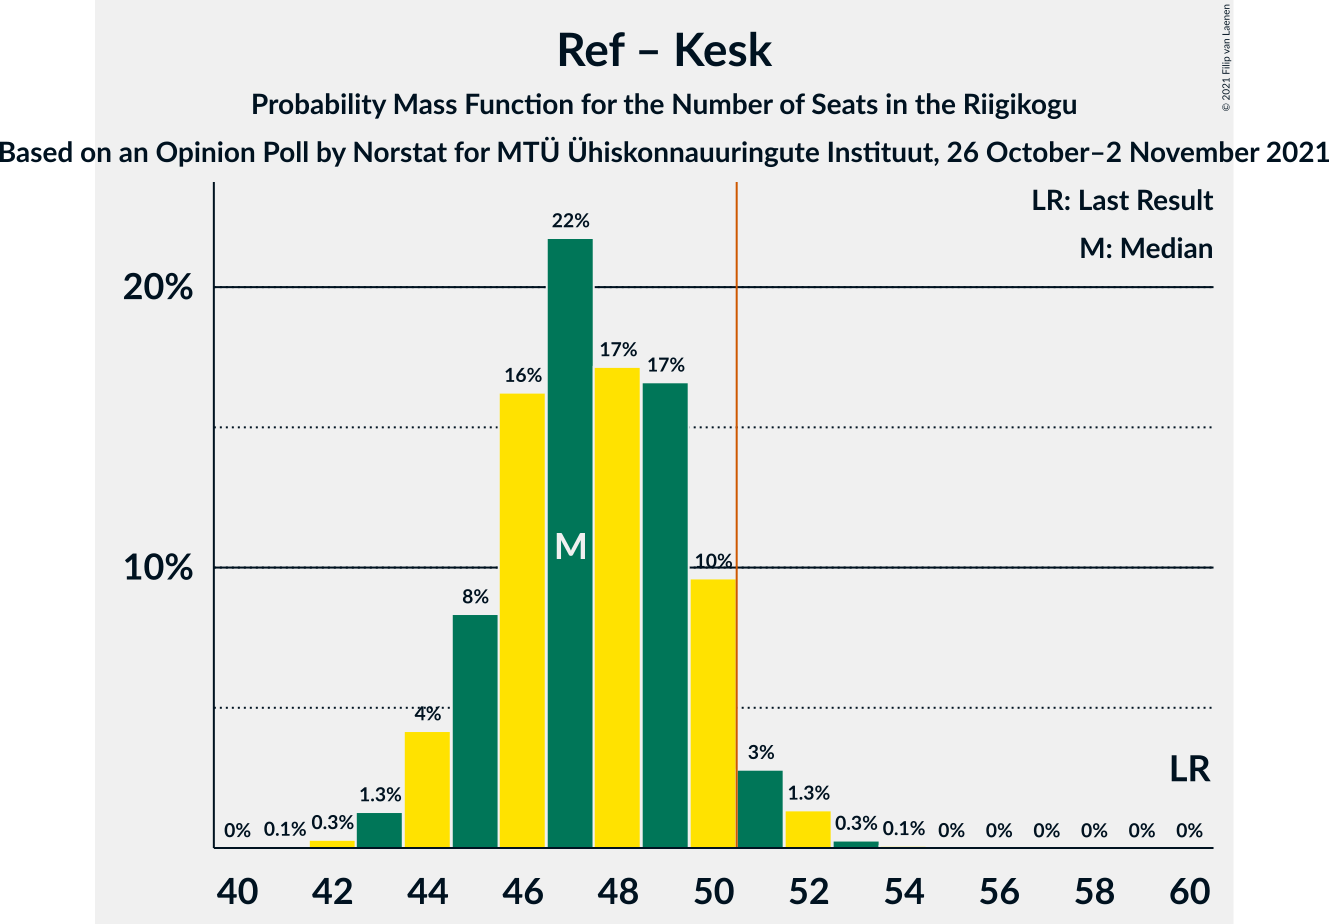 Ref – Kesk
Probability Mass Function for the Number of Seats in the Riigikogu
Based on an Opinion Poll by Norstat for MTÜ Ühiskonnauuringute Instituut, 26 October–2 November 2021
© 2021 Filip van Laenen
LR: Last Result
M: Median
20%
10%
0% 0.1% 0.3% 1.3% 4% 8% 16% 22% 17% 17% 10% 3% 1.3% 0.3% 0.1% 0% 0% 0% 0% 0% 0%
M
LR
40 42 44 46 48 50 52 54 56 58 60